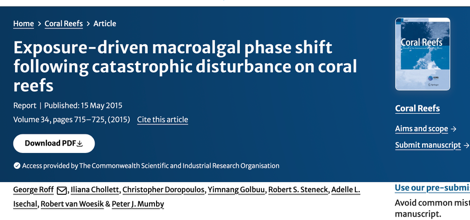 Home > Coral Reefs > Article
Exposure-driven macroalgal phase shift
following catastrophic disturbance on coral
reefs
Report | Published: 15 May 2015
Volume 34, pages 715–725, (2015) Cite this article
Download PDF
Access provided by The Commonwealth Scientific and Industrial Research Organisation
George Roff, Iliana Chollett, Christopher Doropoulos, Yimnang Golbuu, Robert S. Steneck, Adelle L.
Isechal, Robert van Woesik & Peter J. Mumby
Coral Reefs
Coral Reefs
Aims and scope →
Submit manuscript →
Use our pre-submi
Avoid common mist
manuscript.